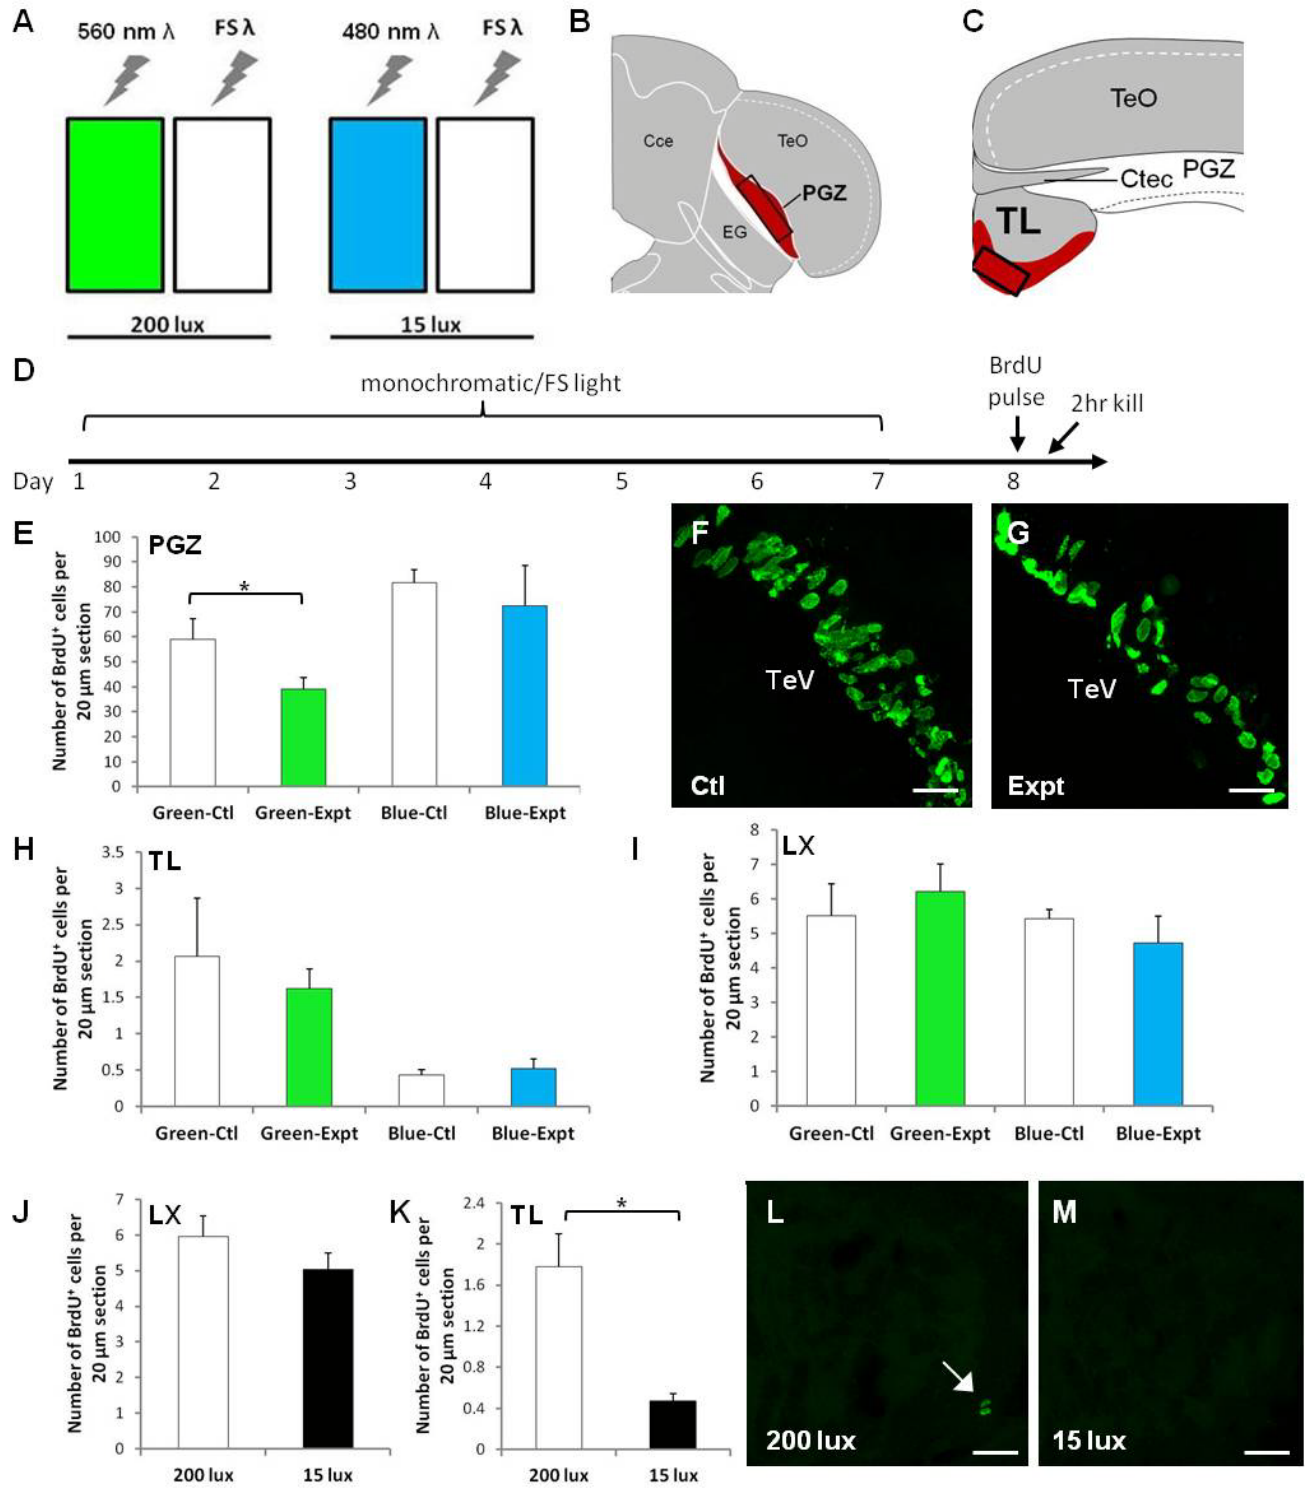 A
560 nm λ
FS λ
480 nm λ
FS λ
200 lux
15 lux
B
Cce
TeO
PGZ
EG
C
TeO
Ctec
PGZ
TL
D
monochromatic/FS light
BrdU
pulse
2hr kill
Day 1 2 3 4 5 6 7 8
E
PGZ
Number of BrdU⁺ cells per
20 µm section
100
90
80
70
60
50
40
30
20
10
0
*
Green-Ctl Green-Expt Blue-Ctl Blue-Expt
F
TeV
Ctl
G
TeV
Expt
H
TL
Number of BrdU⁺ cells per
20 µm section
3.5
3
2.5
2
1.5
1
0.5
0
Green-Ctl Green-Expt Blue-Ctl Blue-Expt
I
LX
Number of BrdU⁺ cells per
20 µm section
8
7
6
5
4
3
2
1
0
Green-Ctl Green-Expt Blue-Ctl Blue-Expt
J
LX
Number of BrdU⁺ cells per
20 µm section
7
6
5
4
3
2
1
0
200 lux 15 lux
K
TL
Number of BrdU⁺ cells per
20 µm section
2.4
2
1.6
1.2
0.8
0.4
0
*
200 lux 15 lux
L
200 lux
M
15 lux